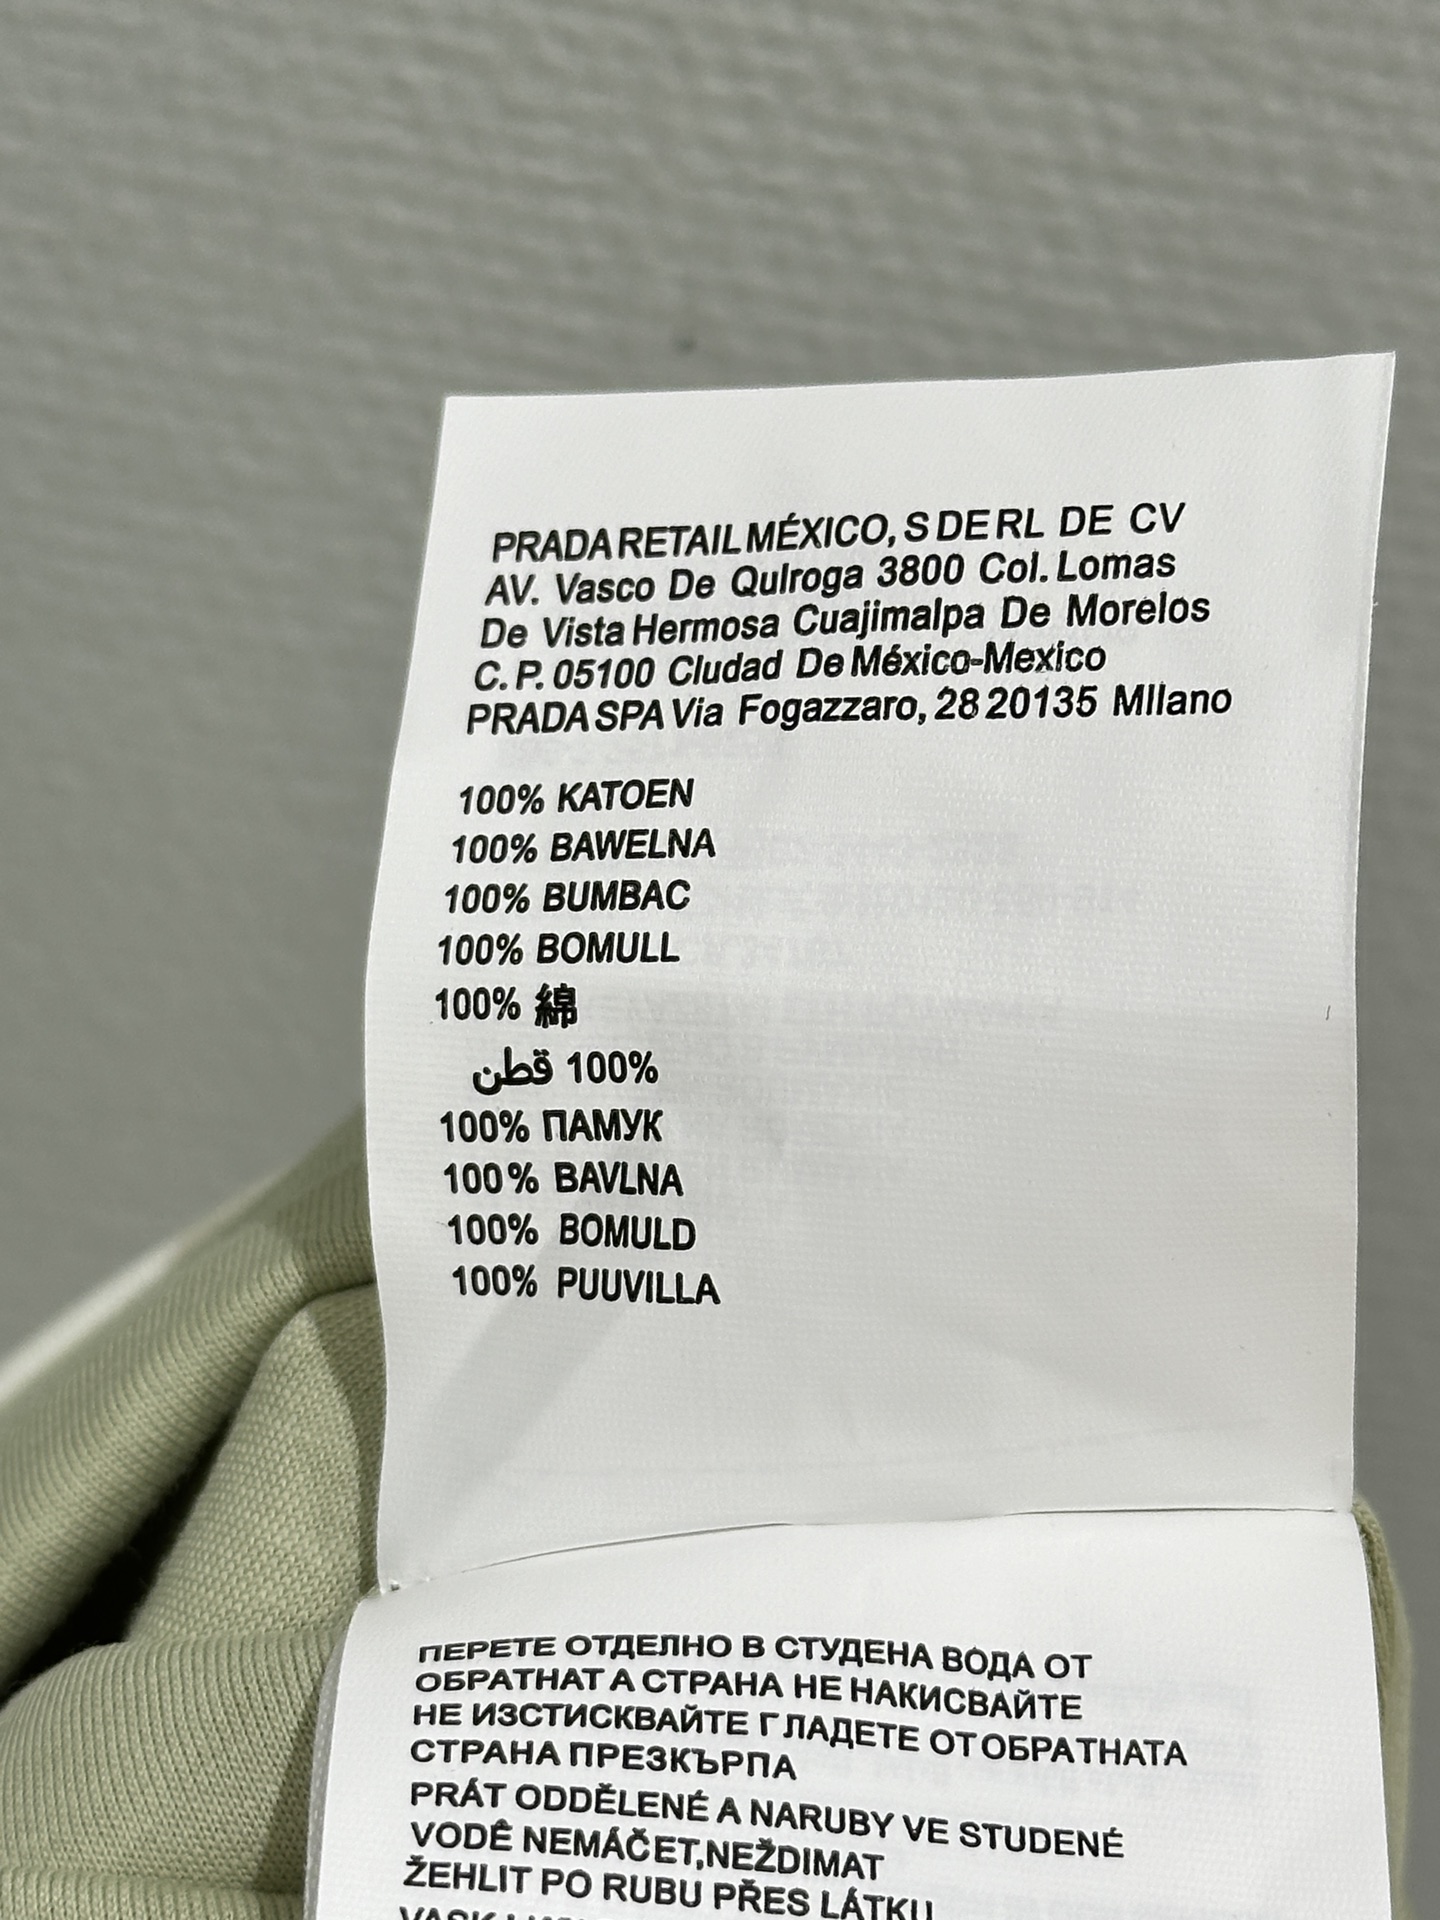 PRADA RETAIL MÉXICO, S DE RL DE CV
AV. Vasco De Qulroga 3800 Col. Lomas
De Vista Hermosa Cuajimalpa De Morelos
C. P. 05100 Cludad De México-Mexico
PRADA SPA Via Fogazzaro, 28 20135 Mllano
100% KATOEN
100% BAWELNA
100% BUMBAC
100% BOMULL
100% 綿
100% قطن
100% ПАМУК
100% BAVLNA
100% BOMULD
100% PUUVILLA
ПЕРЕТЕ ОТДЕЛНО В СТУДЕНА ВОДА ОТ
ОБРАТНАТ А СТРАНА НЕ НАКИСВАЙТЕ
НЕ ИЗСТИСКВАЙТЕ Г ЛАДЕТЕ ОТ ОБРАТНАТА
СТРАНА ПРЕЗКЪРПА
PRÁT ODDĚLENÉ A NARUBY VE STUDENÉ
VODÊ NEMÁČET,NEŽDIMAT
ŽEHLIT PO RUBU PŘES LÁTKU